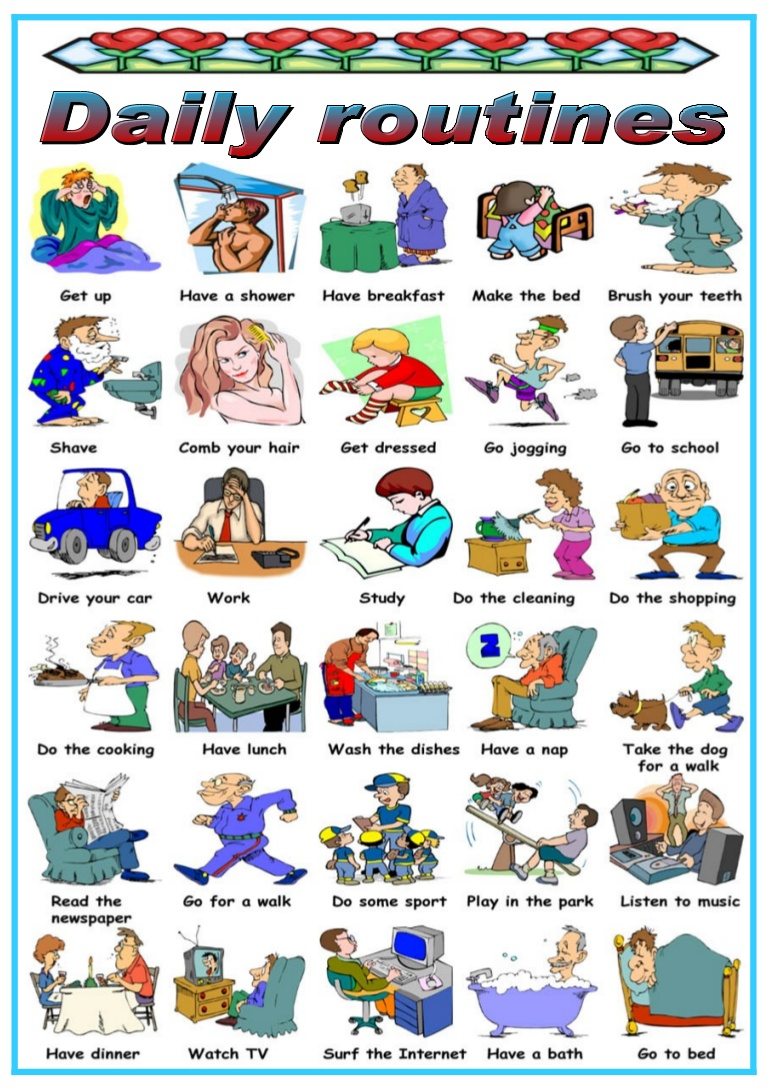 Daily routines
Get up
Have a shower
Have breakfast
Make the bed
Brush your teeth
Shave
Comb your hair
Get dressed
Go jogging
Go to school
Drive your car
Work
Study
Do the cleaning
Do the shopping
Do the cooking
Have lunch
Wash the dishes
Have a nap
Take the dog
for a walk
Read the
newspaper
Go for a walk
Do some sport
Play in the park
Listen to music
Have dinner
Watch TV
Surf the Internet
Have a bath
Go to bed